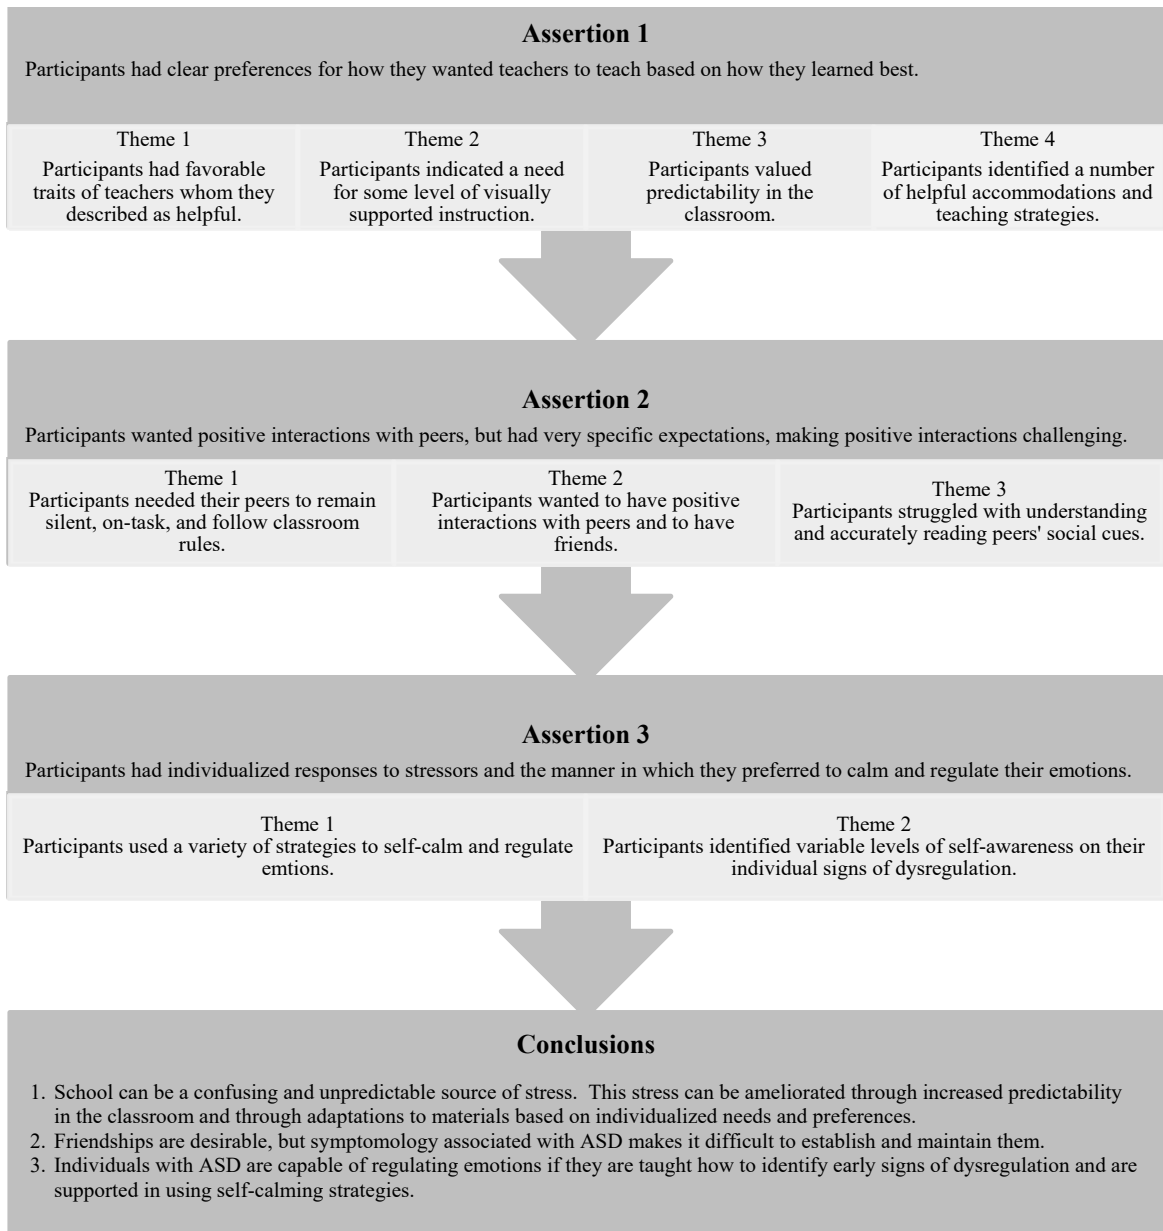 Assertion 1
Participants had clear preferences for how they wanted teachers to teach based on how they learned best.
Theme 1
Participants had favorable
traits of teachers whom they
described as helpful.
Theme 2
Participants indicated a need
for some level of visually
supported instruction.
Theme 3
Participants valued
predictability in the
classroom.
Theme 4
Participants identified a number
of helpful accommodations and
teaching strategies.
Assertion 2
Participants wanted positive interactions with peers, but had very specific expectations, making positive interactions challenging.
Theme 1
Participants needed their peers to remain
silent, on-task, and follow classroom
rules.
Theme 2
Participants wanted to have positive
interactions with peers and to have
friends.
Theme 3
Participants struggled with understanding
and accurately reading peers' social cues.
Assertion 3
Participants had individualized responses to stressors and the manner in which they preferred to calm and regulate their emotions.
Theme 1
Participants used a variety of strategies to self-calm and regulate
emtions.
Theme 2
Participants identified variable levels of self-awareness on their
individual signs of dysregulation.
Conclusions
1. School can be a confusing and unpredictable source of stress.  This stress can be ameliorated through increased predictability
in the classroom and through adaptations to materials based on individualized needs and preferences.
2. Friendships are desirable, but symptomology associated with ASD makes it difficult to establish and maintain them.
3. Individuals with ASD are capable of regulating emotions if they are taught how to identify early signs of dysregulation and are
supported in using self-calming strategies.